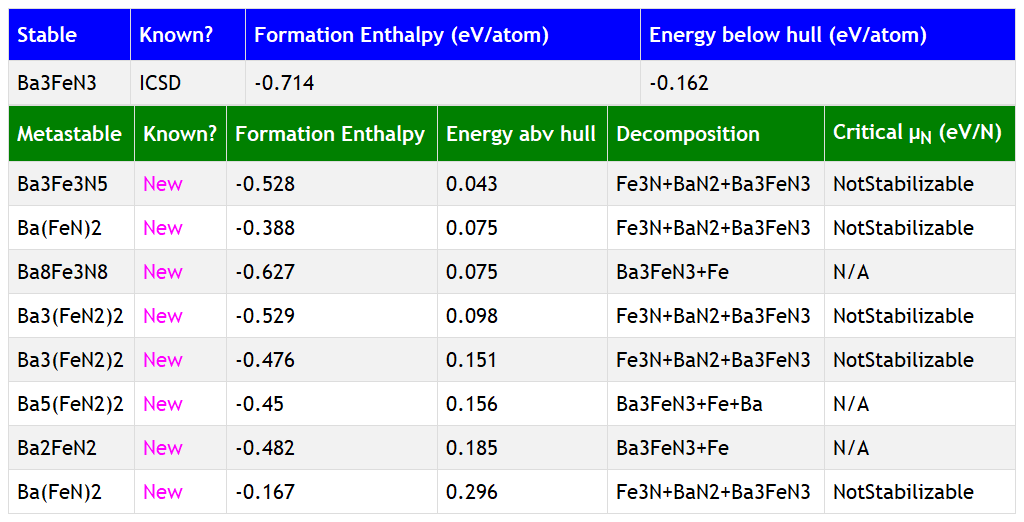 Stable Known? Formation Enthalpy (eV/atom) Energy below hull (eV/atom)
Ba3FeN3 ICSD -0.714 -0.162
Metastable Known? Formation Enthalpy Energy abv hull Decomposition Critical μN (eV/N)
Ba3Fe3N5 New -0.528 0.043 Fe3N+BaN2+Ba3FeN3 NotStabilizable
Ba(FeN)2 New -0.388 0.075 Fe3N+BaN2+Ba3FeN3 NotStabilizable
Ba8Fe3N8 New -0.627 0.075 Ba3FeN3+Fe N/A
Ba3(FeN2)2 New -0.529 0.098 Fe3N+BaN2+Ba3FeN3 NotStabilizable
Ba3(FeN2)2 New -0.476 0.151 Fe3N+BaN2+Ba3FeN3 NotStabilizable
Ba5(FeN2)2 New -0.45 0.156 Ba3FeN3+Fe+Ba N/A
Ba2FeN2 New -0.482 0.185 Ba3FeN3+Fe N/A
Ba(FeN)2 New -0.167 0.296 Fe3N+BaN2+Ba3FeN3 NotStabilizable